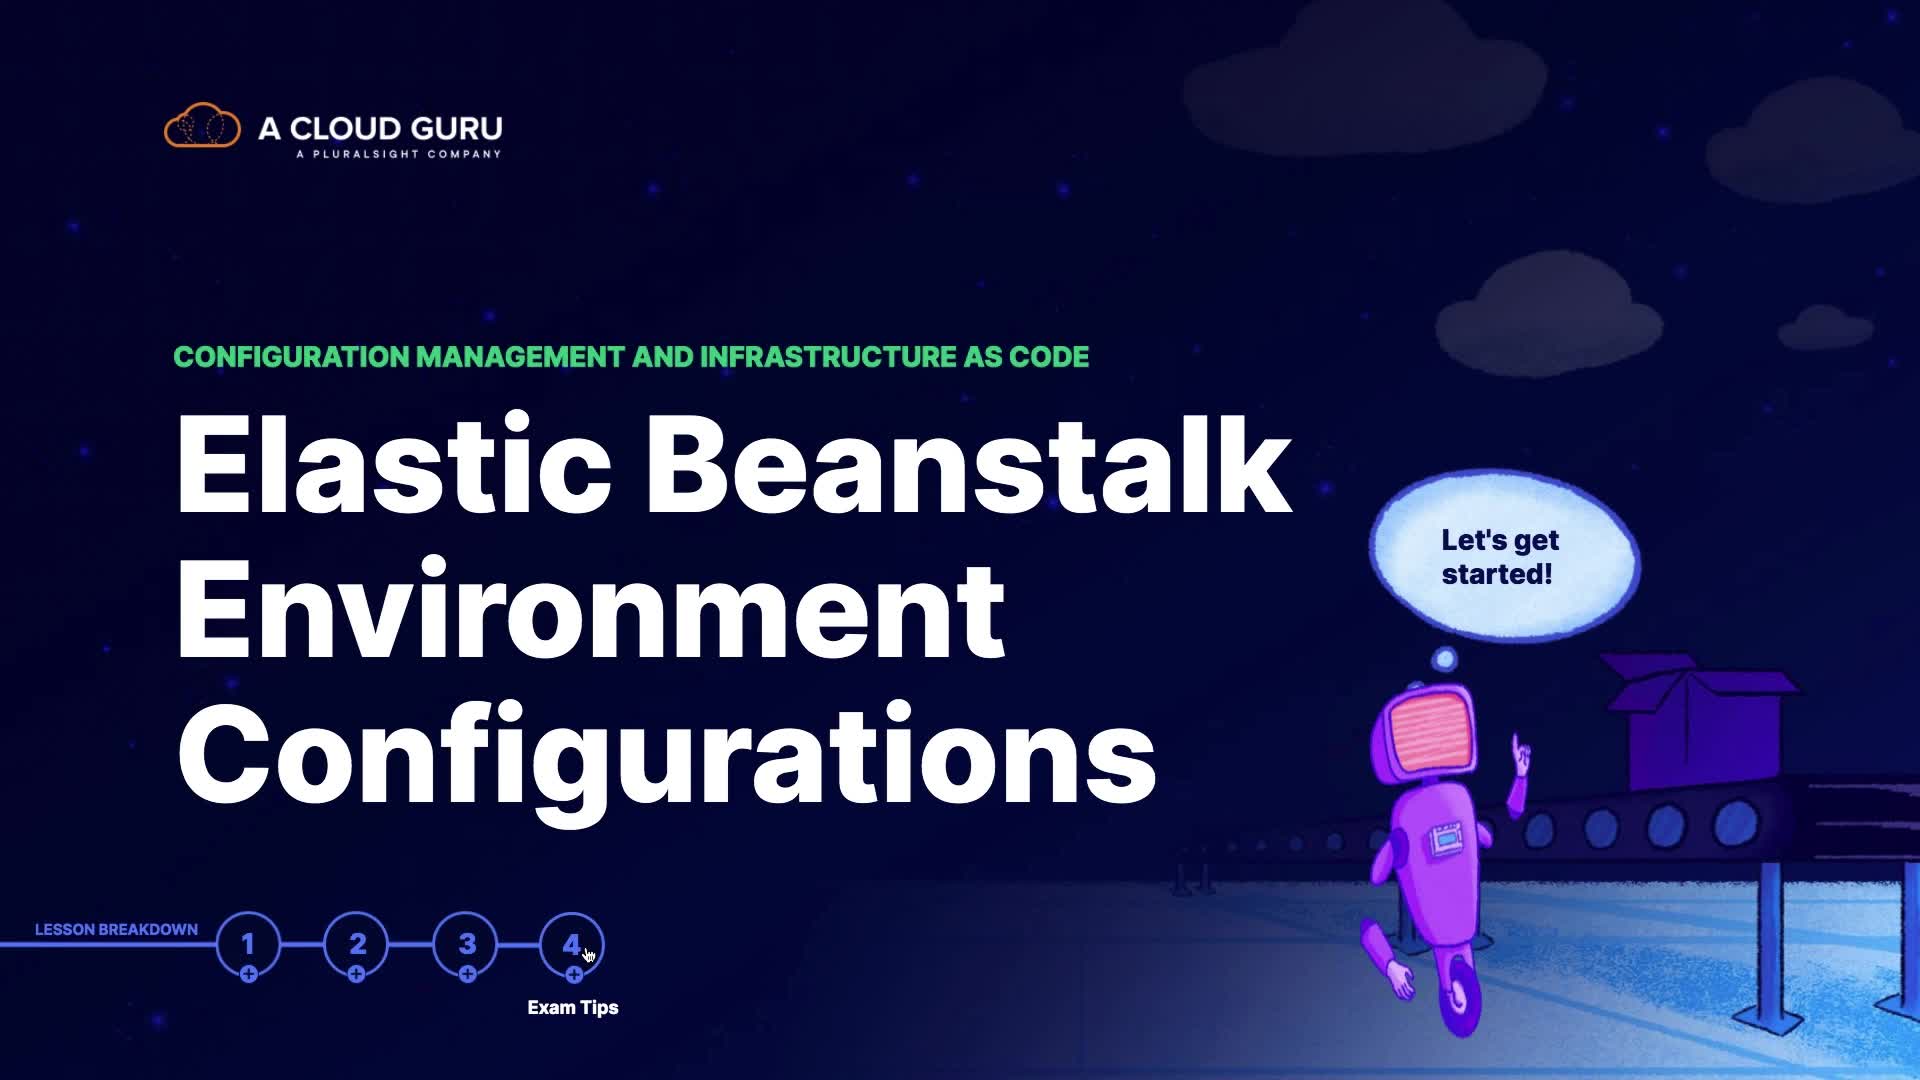 A CLOUD GURU
A PLURALSIGHT COMPANY
CONFIGURATION MANAGEMENT AND INFRASTRUCTURE AS CODE
Elastic Beanstalk
Environment
Configurations
Let's get
started!
LESSON BREAKDOWN
1
2
3
4
Exam Tips